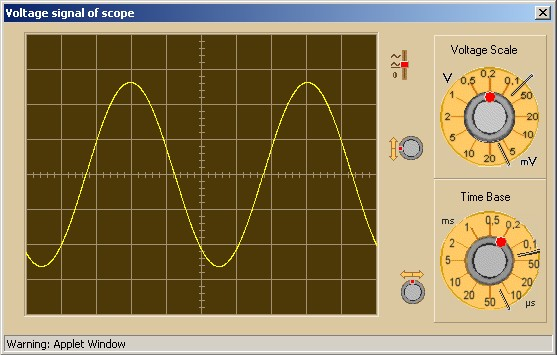 Voltage signal of scope
0
Voltage Scale
V
0,5 0,2 0,1
1 50
2 20
5 10
10 20 5
mV
Time Base
ms
0,5 0,2
1 0,1
2 50
5 20
10 20 50 10
µs
Warning: Applet Window